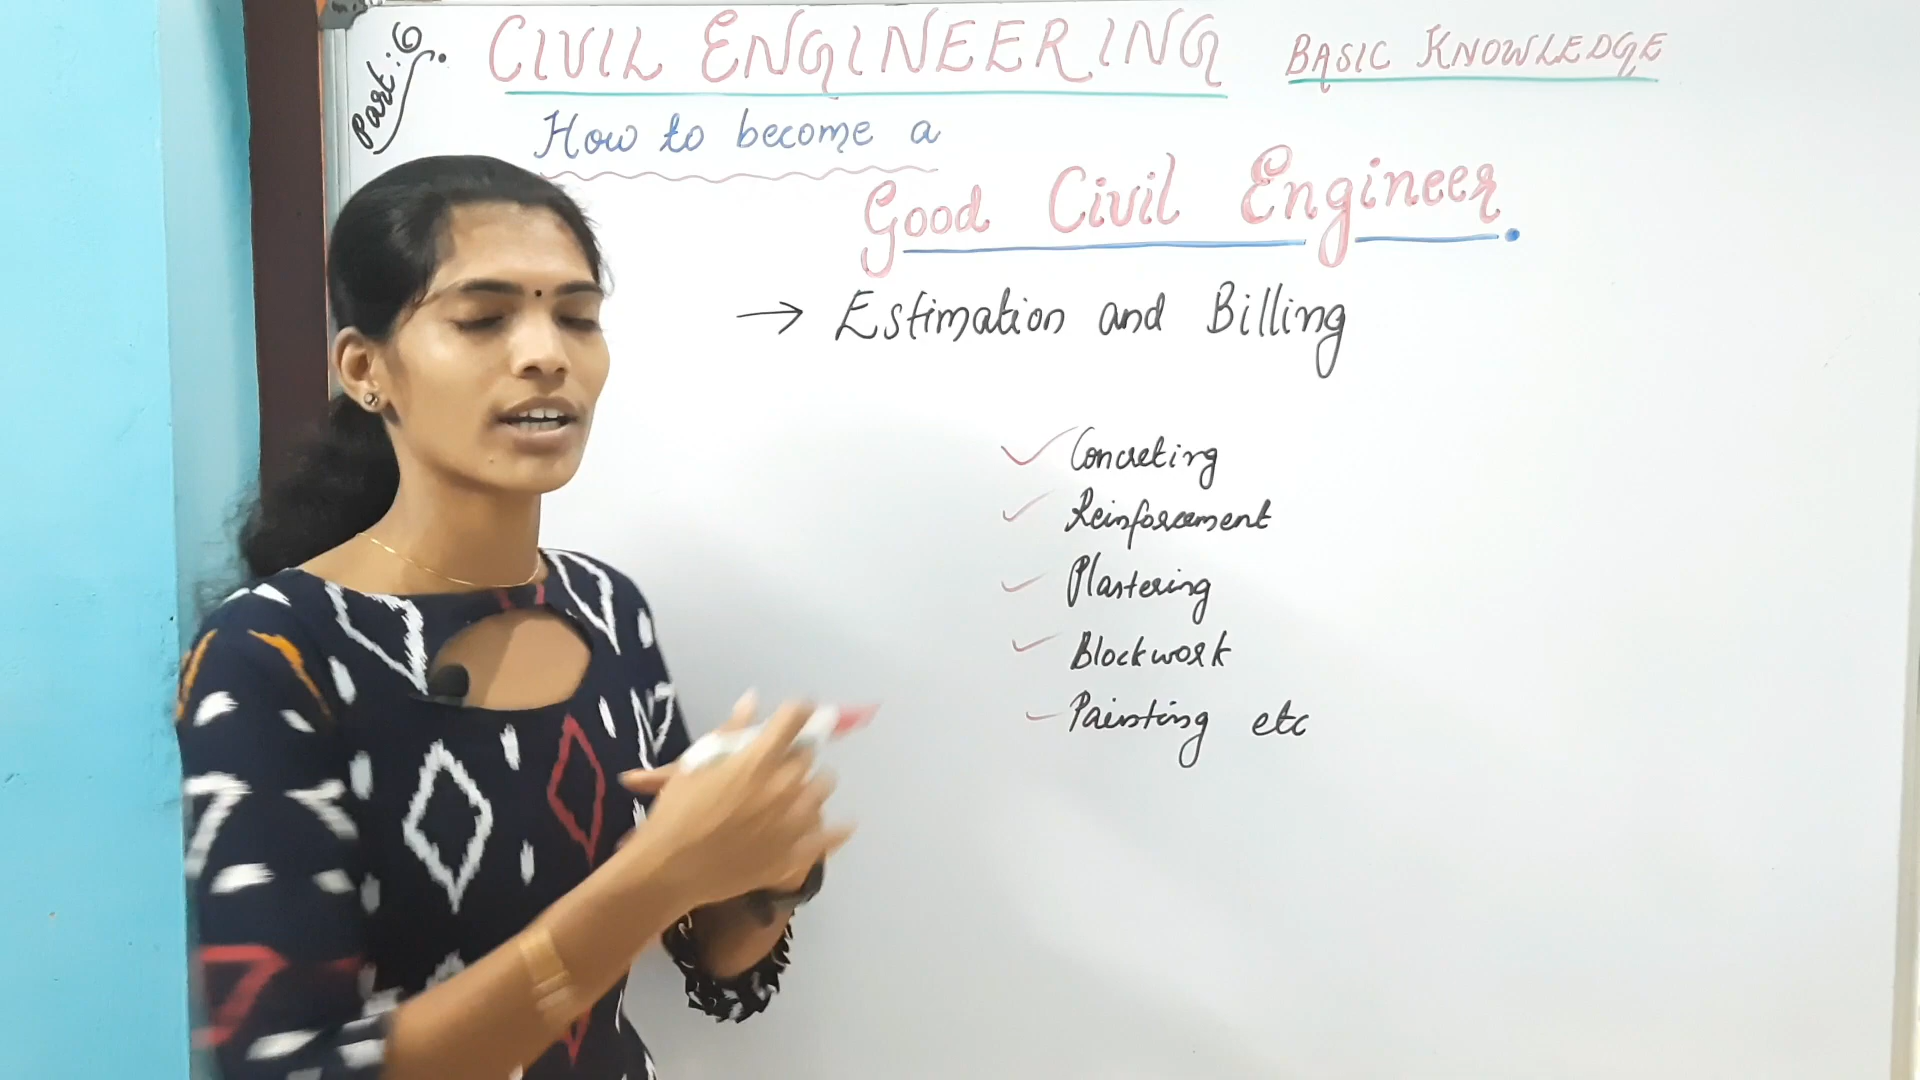 Part: 6
CIVIL ENGINEERING BASIC KNOWLEDGE
How to become a
Good Civil Engineer.
→ Estimation and Billing
✓ Concreting
✓ Reinforcement
✓ Plastering
✓ Blockwork
✓ Painting etc